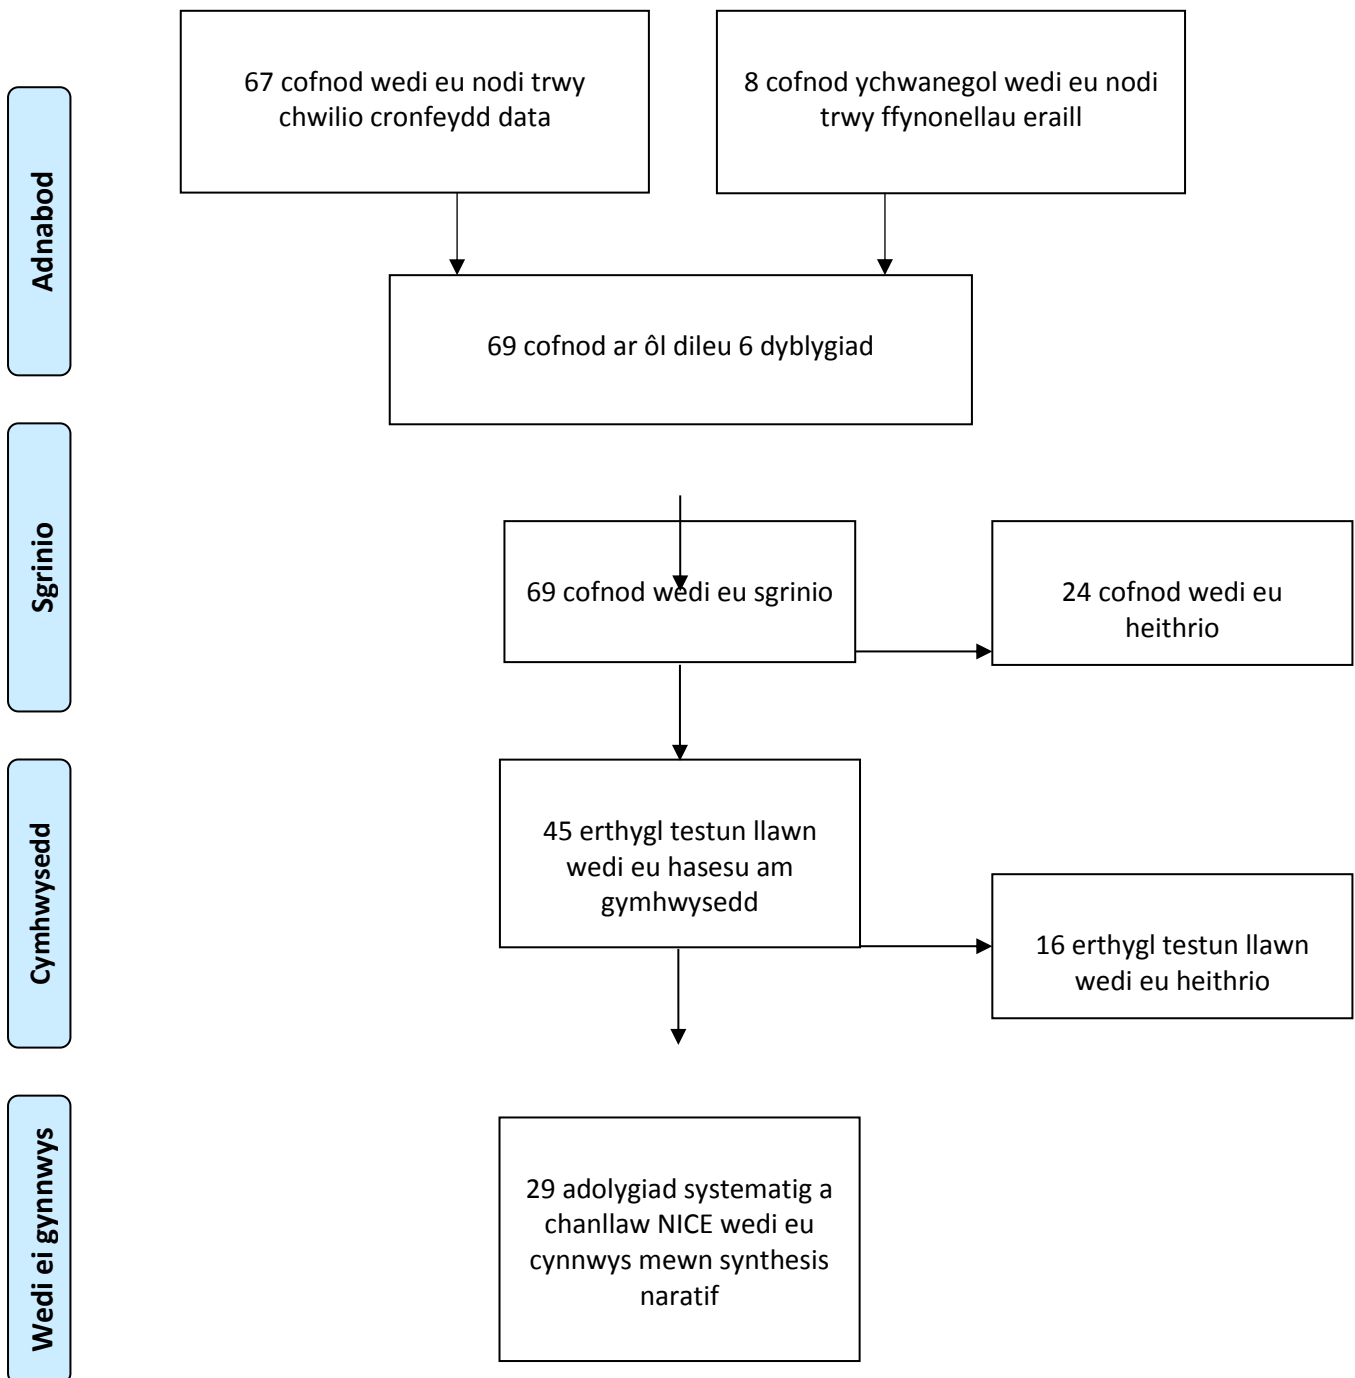 Adnabod
67 cofnod wedi eu nodi trwy
chwilio cronfeydd data
8 cofnod ychwanegol wedi eu nodi
trwy ffynonellau eraill
69 cofnod ar ôl dileu 6 dyblygiad
Sgrinio
69 cofnod wedi eu sgrinio
24 cofnod wedi eu
heithrio
Cymhwysedd
45 erthygl testun llawn
wedi eu hasesu am
gymhwysedd
16 erthygl testun llawn
wedi eu heithrio
Wedi ei gynnwys
29 adolygiad systematig a
chanllaw NICE wedi eu
cynnwys mewn synthesis
naratif